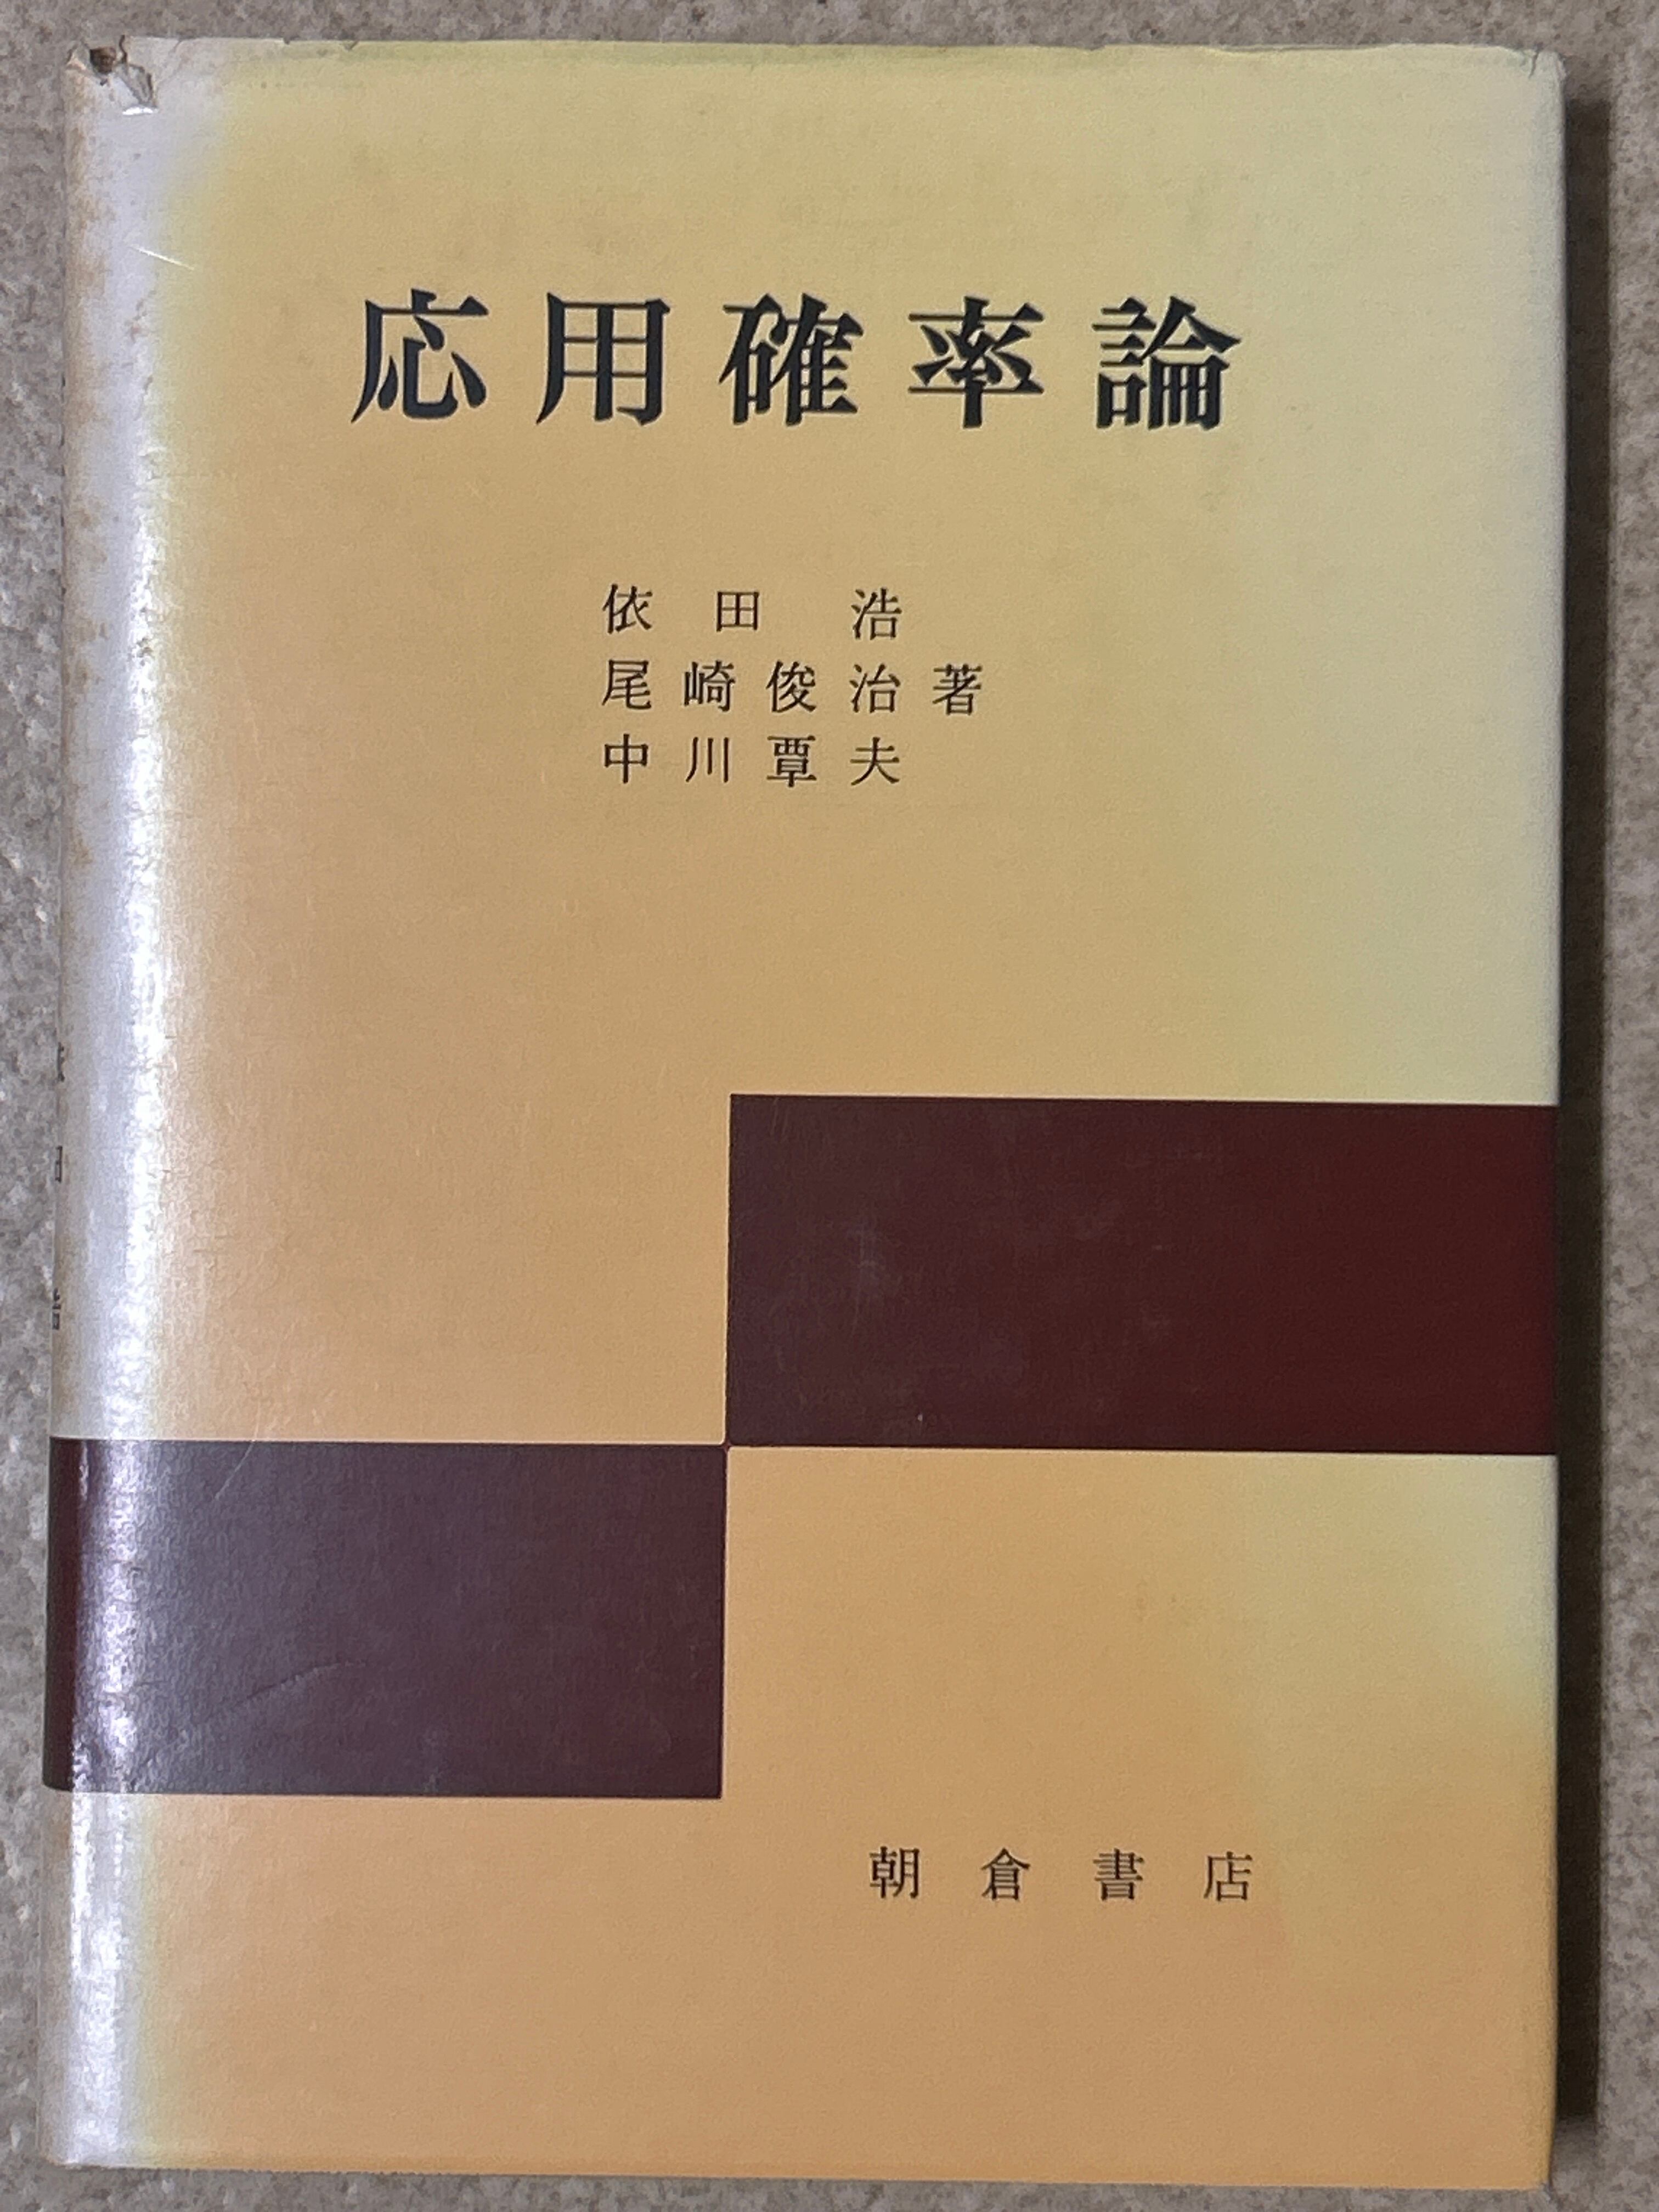 応用確率論
依田 浩
尾崎俊治著
中川覃夫
朝倉書店